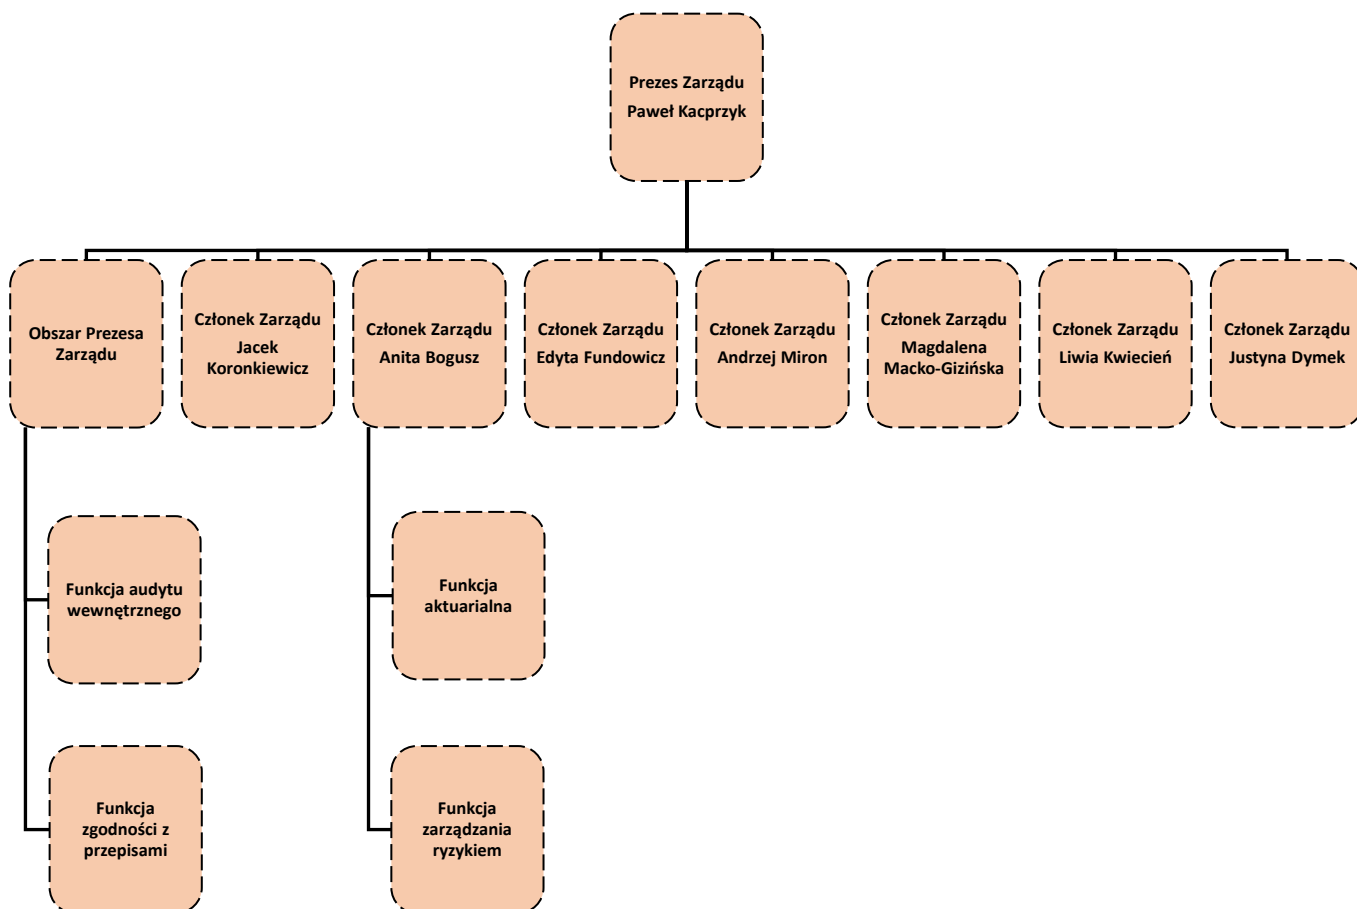 Prezes Zarządu
Paweł Kacprzyk
Obszar Prezesa
Zarządu
Członek Zarządu
Jacek
Koronkiewicz
Członek Zarządu
Anita Bogusz
Członek Zarządu
Edyta Fundowicz
Członek Zarządu
Andrzej Miron
Członek Zarządu
Magdalena
Macko-Gizińska
Członek Zarządu
Liwia Kwiecień
Członek Zarządu
Justyna Dymek
Funkcja audytu
wewnętrznego
Funkcja
aktuarialna
Funkcja
zgodności z
przepisami
Funkcja
zarządzania
ryzykiem